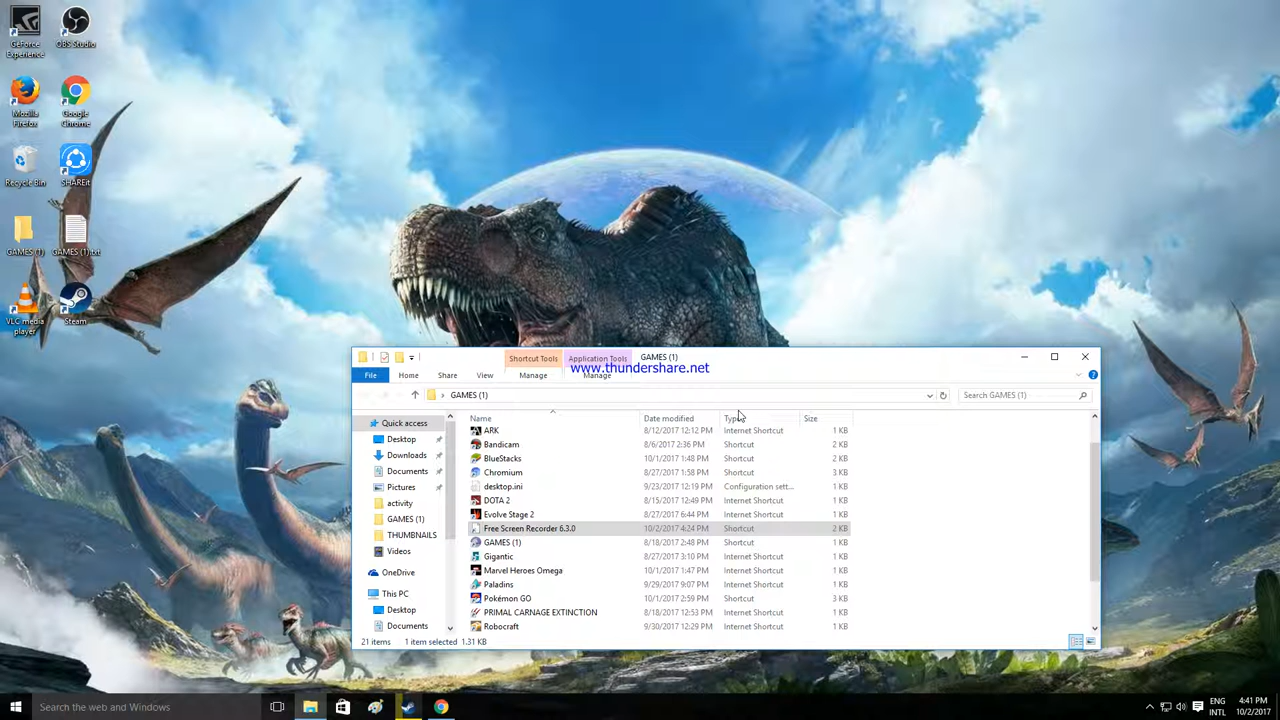 GeForce Experience
OBS Studio
Mozilla Firefox
Google Chrome
Recycle Bin
SHAREit
GAMES (1)
GAMES (1).txt
VLC media player
Steam
Shortcut Tools
Application Tools
GAMES (1)
www.thundershare.net
File
Home
Share
View
Manage
Manage
GAMES (1)
Search GAMES (1)
Quick access
Desktop
Downloads
Documents
Pictures
activity
GAMES (1)
THUMBNAILS
Videos
OneDrive
This PC
Desktop
Documents
Name Date modified Type Size
ARK 8/12/2017 12:12 PM Internet Shortcut 1 KB
Bandicam 8/6/2017 2:36 PM Shortcut 2 KB
BlueStacks 10/1/2017 1:48 PM Shortcut 2 KB
Chromium 8/27/2017 1:58 PM Shortcut 3 KB
desktop.ini 9/23/2017 12:19 PM Configuration sett... 1 KB
DOTA 2 8/15/2017 12:49 PM Internet Shortcut 1 KB
Evolve Stage 2 8/27/2017 6:44 PM Internet Shortcut 1 KB
Free Screen Recorder 6.3.0 10/2/2017 4:24 PM Shortcut 2 KB
GAMES (1) 8/18/2017 2:48 PM Shortcut 1 KB
Gigantic 8/27/2017 3:10 PM Internet Shortcut 1 KB
Marvel Heroes Omega 10/1/2017 1:47 PM Internet Shortcut 1 KB
Paladins 9/29/2017 9:07 PM Internet Shortcut 1 KB
Pokémon GO 10/1/2017 2:59 PM Shortcut 3 KB
PRIMAL CARNAGE EXTINCTION 8/18/2017 12:53 PM Internet Shortcut 1 KB
Robocraft 9/30/2017 12:29 PM Internet Shortcut 1 KB
21 items 1 item selected 1.31 KB
Search the web and Windows
ENG
INTL
4:41 PM
10/2/2017